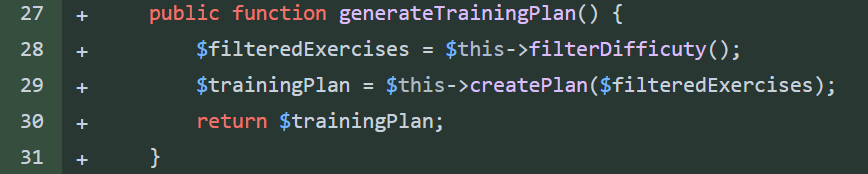 27 + public function generateTrainingPlan() {
28 + $filteredExercises = $this->filterDifficuty();
29 + $trainingPlan = $this->createPlan($filteredExercises);
30 + return $trainingPlan;
31 + }